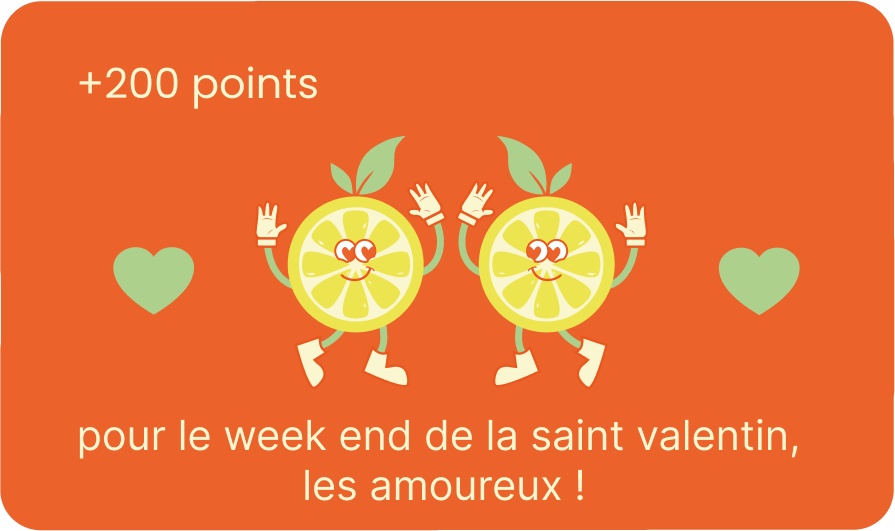 +200 points
pour le week end de la saint valentin,
les amoureux !